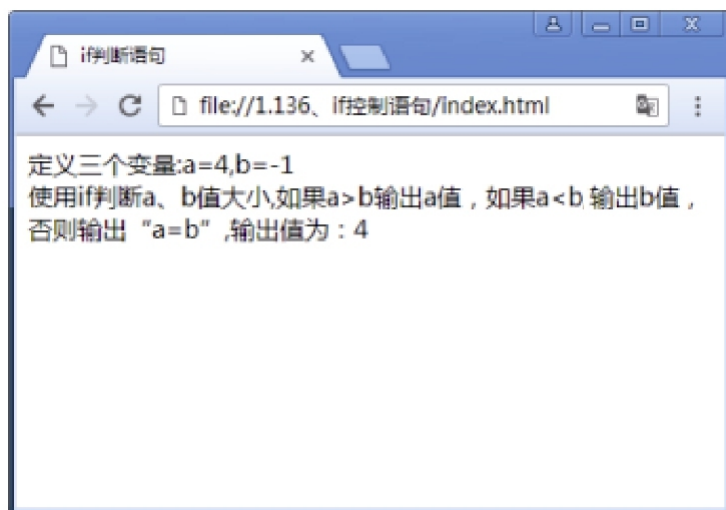 if判断语句
file://1.136、if控制语句/index.html
定义三个变量:a=4,b=-1
使用if判断a、b值大小,如果a>b输出a值，如果a<b 输出b值，
否则输出“a=b”,输出值为：4